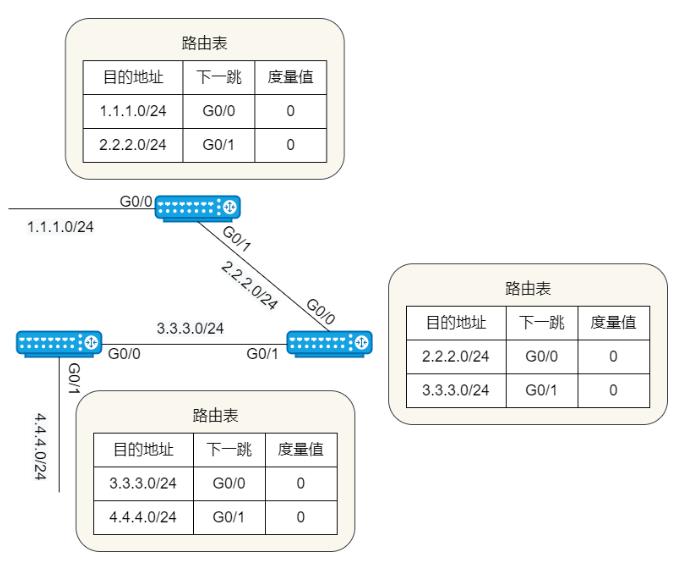 路由表
目的地址 下一跳 度量值
1.1.1.0/24 G0/0 0
2.2.2.0/24 G0/1 0
G0/0
1.1.1.0/24
G0/1
2.2.2.0/24
G0/0
3.3.3.0/24
G0/0
G0/1
G0/1
4.4.4.0/24
路由表
目的地址 下一跳 度量值
2.2.2.0/24 G0/0 0
3.3.3.0/24 G0/1 0
路由表
目的地址 下一跳 度量值
3.3.3.0/24 G0/0 0
4.4.4.0/24 G0/1 0